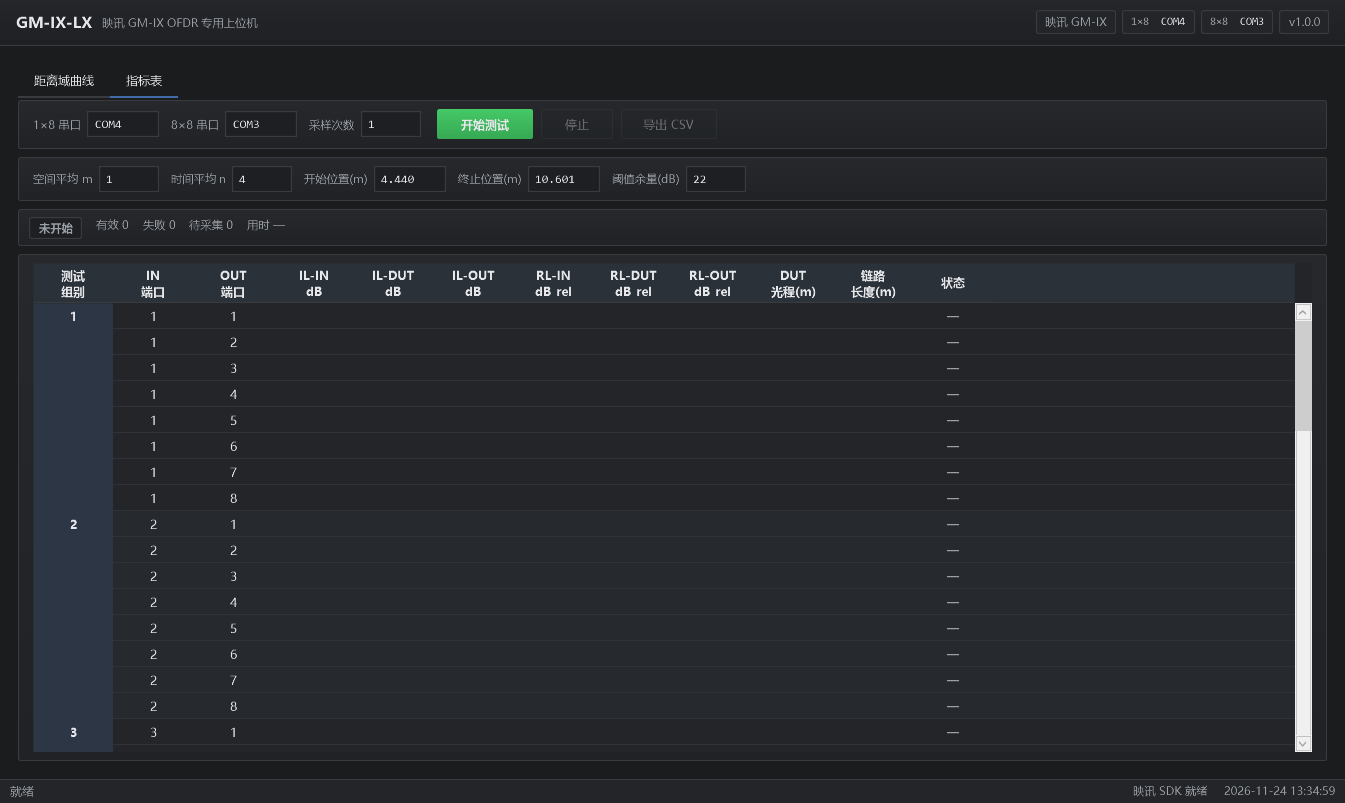 GM-IX-LX 映讯 GM-IX OFDR 专用上位机 映讯 GM-IX 1×8 COM4 8×8 COM3 v1.0.0
距离域曲线 指标表
1×8 串口 COM4 8×8 串口 COM3 采样次数 1 开始测试 停止 导出 CSV
空间平均 m 1 时间平均 n 4 开始位置(m) 4.440 终止位置(m) 10.601 阈值余量(dB) 22
未开始 有效 0 失败 0 待采集 0 用时 —
测试 IN OUT IL-IN IL-DUT IL-OUT RL-IN RL-DUT RL-OUT DUT 链路 状态
组别 端口 端口 dB dB dB dB rel dB rel dB rel 光程(m) 长度(m)
1 1 1 —
1 2 —
1 3 —
1 4 —
1 5 —
1 6 —
1 7 —
1 8 —
2 2 1 —
2 2 —
2 3 —
2 4 —
2 5 —
2 6 —
2 7 —
2 8 —
3 3 1 —
就绪 映讯 SDK 就绪 2026-11-24 13:34:59